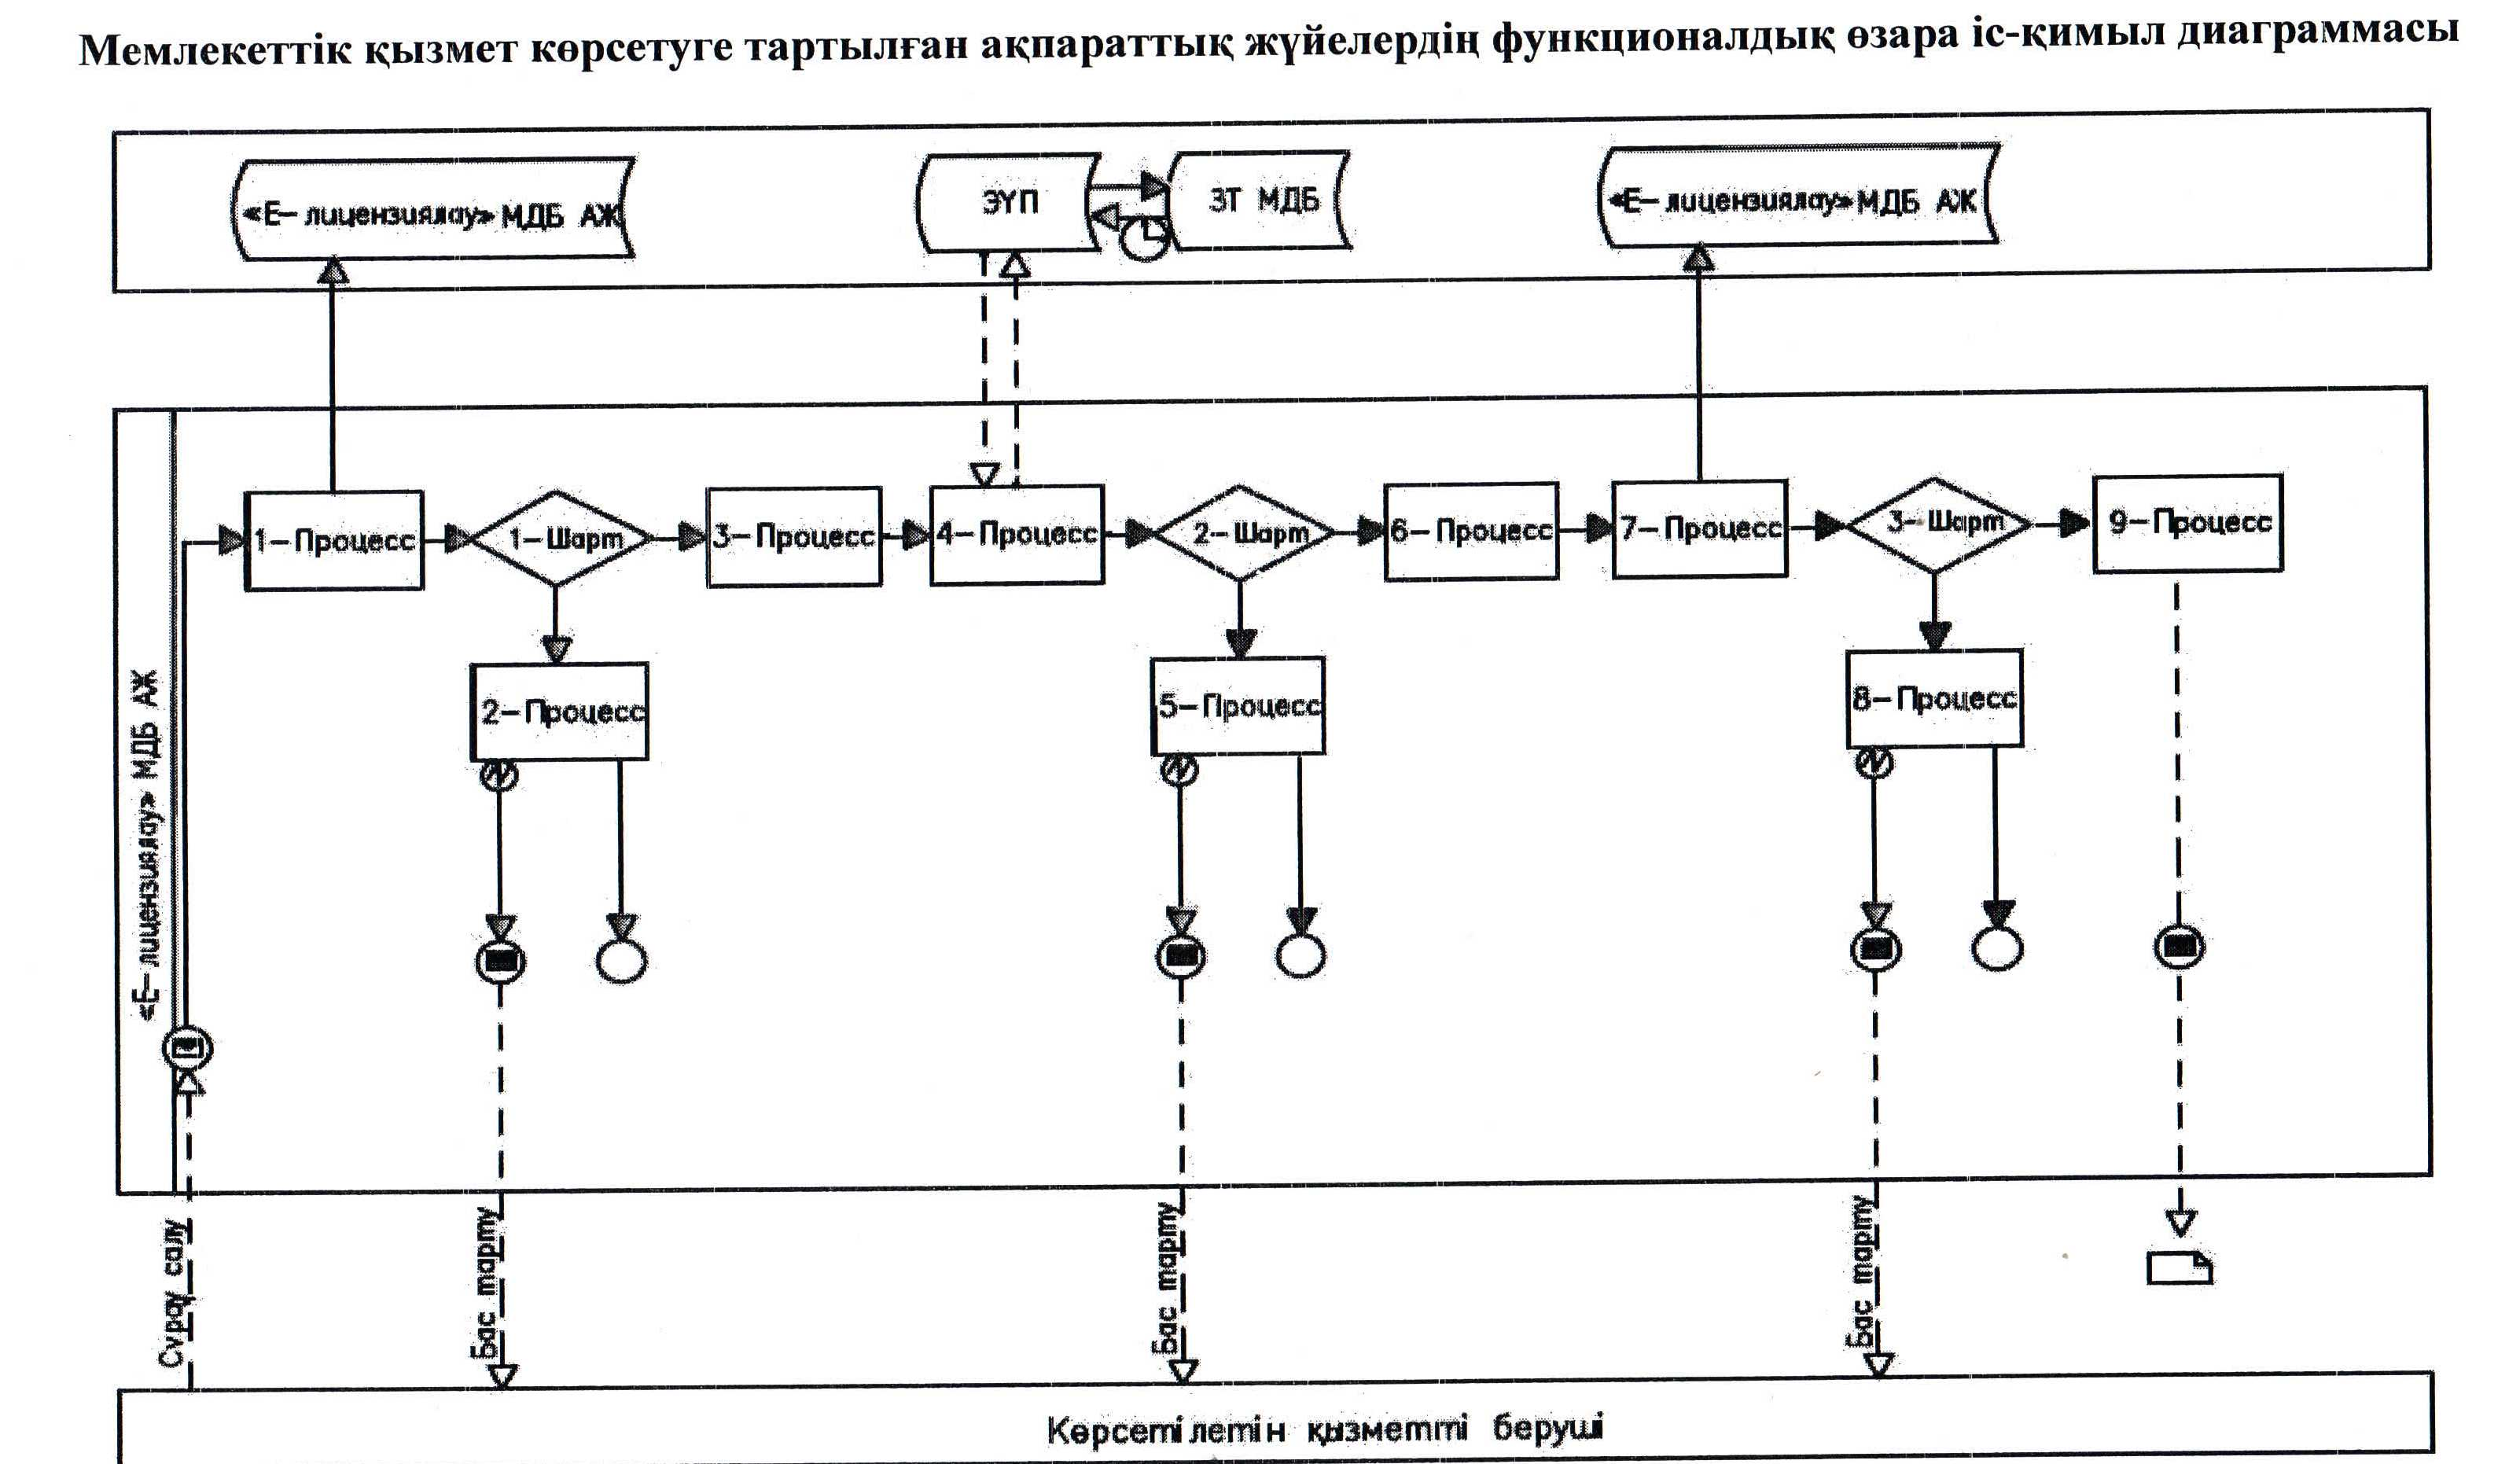 Мемлекеттік қызмет көрсетуге тартылған ақпараттық жүйелердің функционалдық өзара іс-қимыл диаграммасы
«Е– лицензиялау» МДБ АЖ
ЭҮП
ЗТ МДБ
«Е– лицензиялау» МДБ АЖ
«Е– лицензиялау» МДБ АЖ
1– Процесс
1– Шарт
3– Процесс
4– Процесс
2– Шарт
6– Процесс
7– Процесс
3– Шарт
9– Процесс
2– Процесс
5– Процесс
8– Процесс
Сұрау салу
Бас тарту
Бас тарту
Бас тарту
Көрсетілетін қызметті беруші